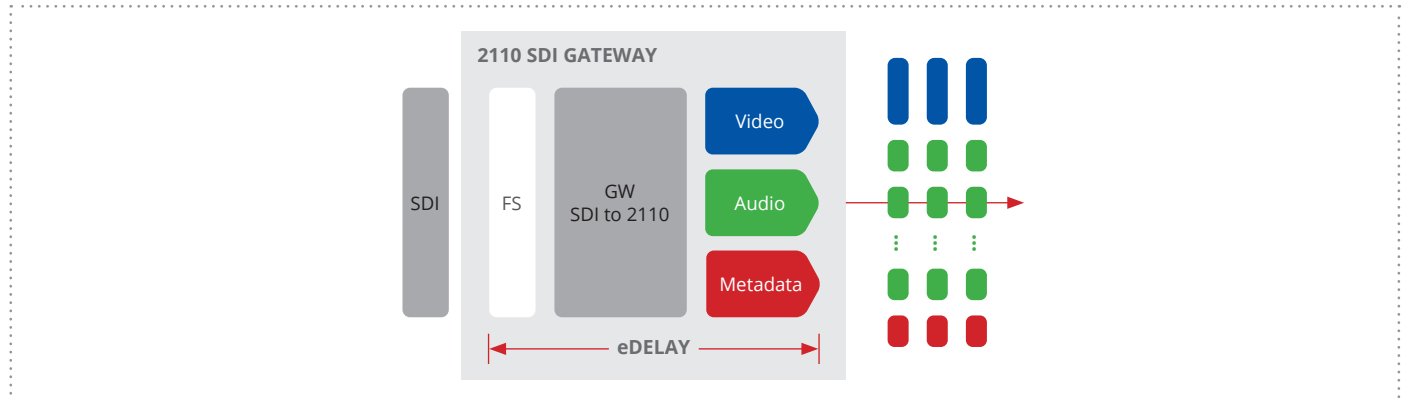 2110 SDI GATEWAY
SDI
FS
GW
SDI to 2110
Video
Audio
Metadata
eDELAY